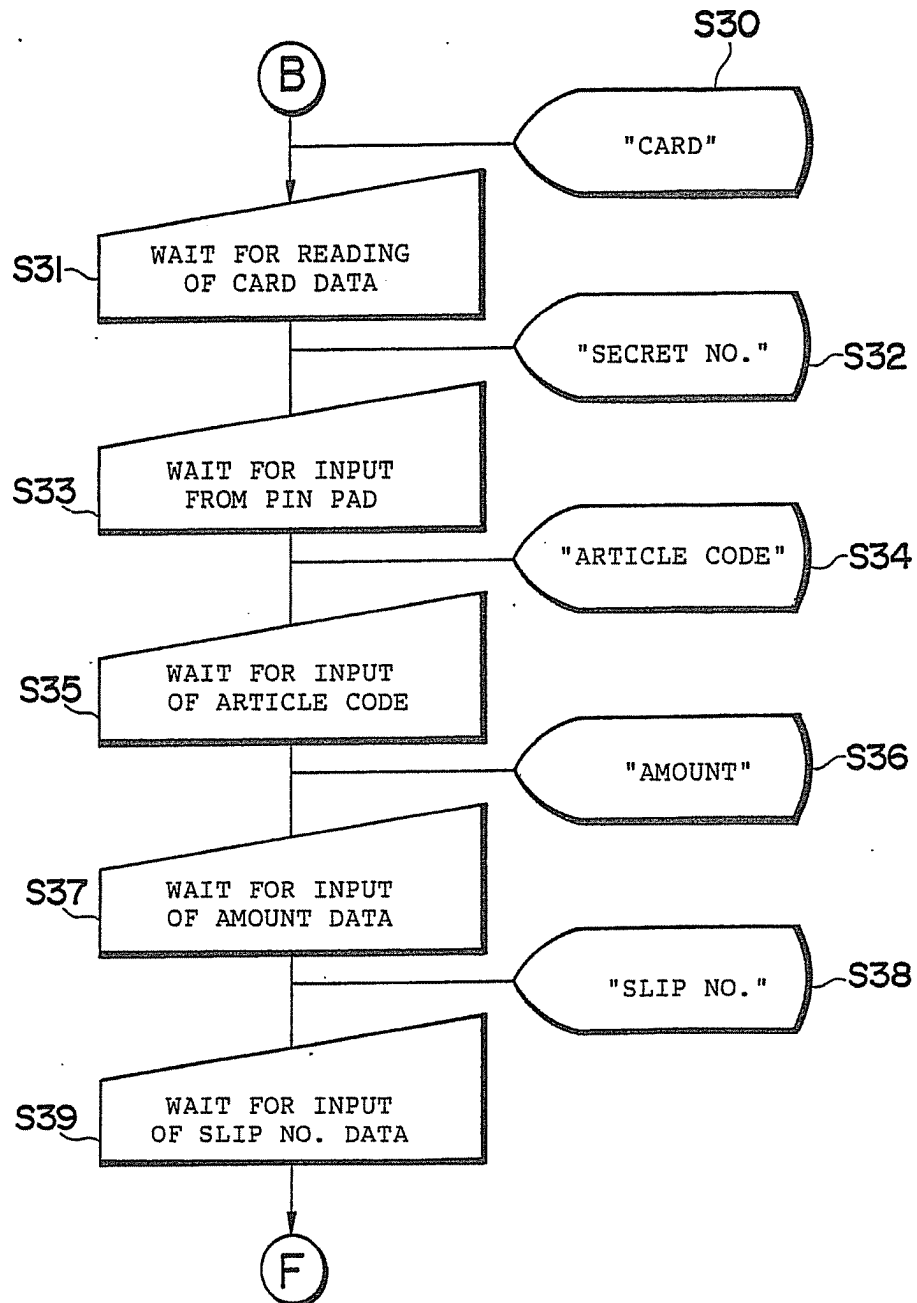 S30
B
"CARD"
S31
WAIT FOR READING
OF CARD DATA
"SECRET NO."
S32
S33
WAIT FOR INPUT
FROM PIN PAD
"ARTICLE CODE"
S34
S35
WAIT FOR INPUT
OF ARTICLE CODE
"AMOUNT"
S36
S37
WAIT FOR INPUT
OF AMOUNT DATA
"SLIP NO."
S38
S39
WAIT FOR INPUT
OF SLIP NO. DATA
F